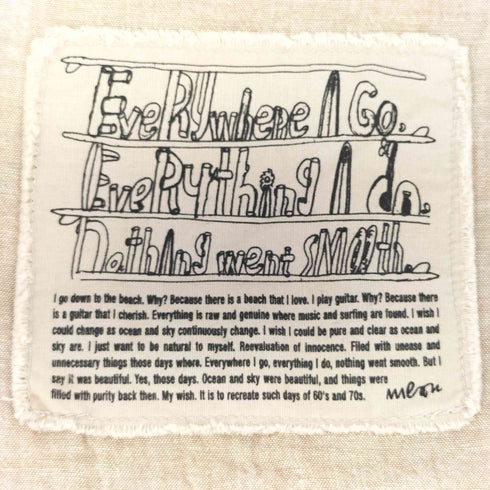 EveRywhere I Go,
EveRything I do,
nothing went smooth.
I go down to the beach. Why? Because there is a beach that I love. I play guitar. Why? Because there
is a guitar that I cherish. Everything is raw and genuine where music and surfing are found. I wish I
could change as ocean and sky continuously change. I wish I could be pure and clear as ocean and
sky are. I just want to be natural to myself. Reevaluation of innocence. Filled with unease and
unnecessary things those days where. Everywhere I go, everything I do, nothing went smooth. But I
say it was beautiful. Yes, those days. Ocean and sky were beautiful, and things were
filled with purity back then. My wish. It is to recreate such days of 60's and 70s.